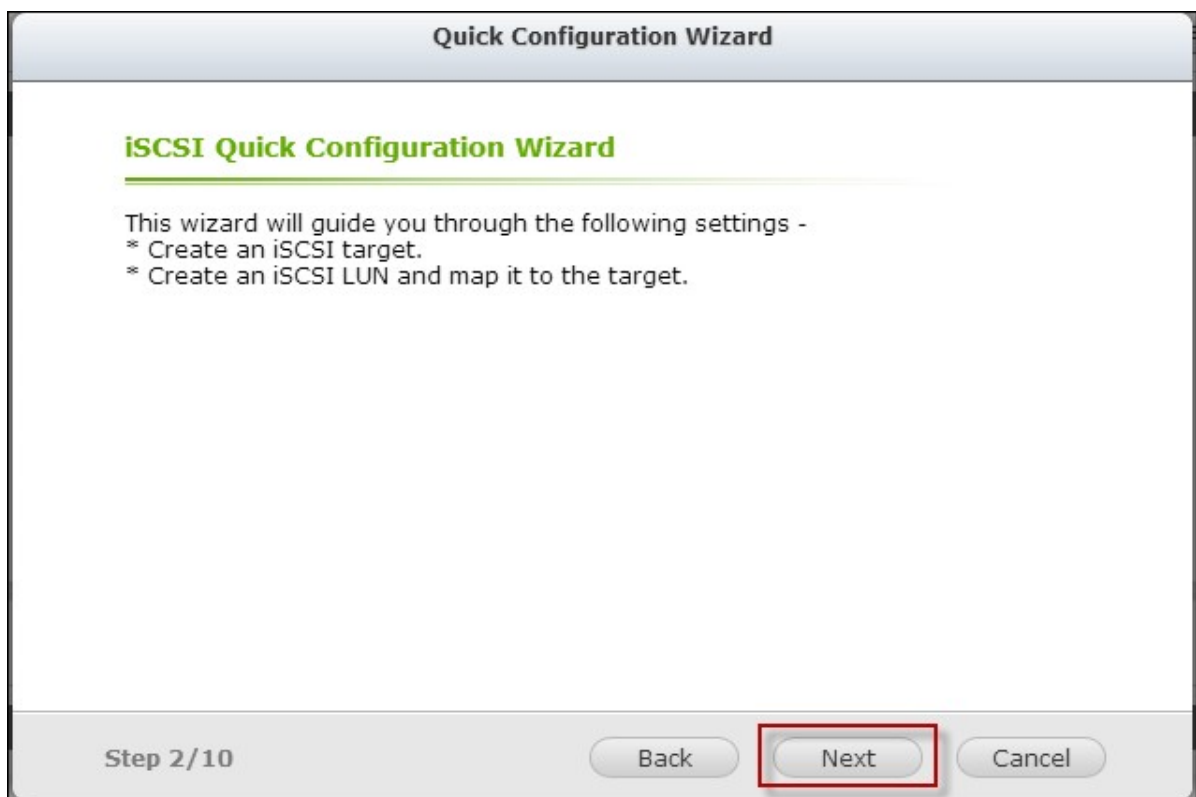 Quick Configuration Wizard
iSCSI Quick Configuration Wizard
This wizard will guide you through the following settings -
* Create an iSCSI target.
* Create an iSCSI LUN and map it to the target.
Step 2/10
Back
Next
Cancel